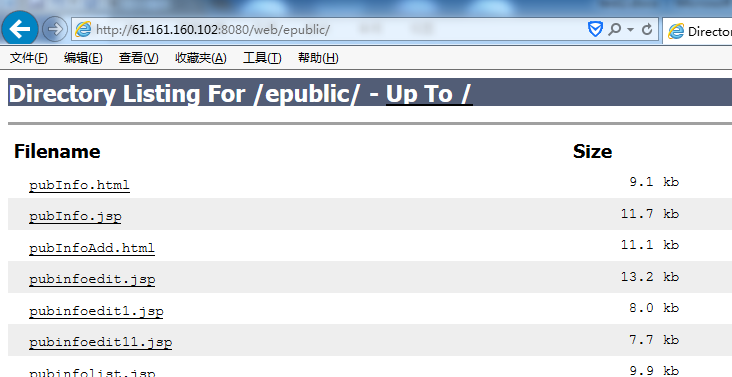 http://61.161.160.102:8080/web/epublic/
Director
文件(F) 编辑(E) 查看(V) 收藏夹(A) 工具(T) 帮助(H)
Directory Listing For /epublic/ - Up To /
Filename Size
pubInfo.html 9.1 kb
pubInfo.jsp 11.7 kb
pubInfoAdd.html 11.1 kb
pubinfoedit.jsp 13.2 kb
pubinfoedit1.jsp 8.0 kb
pubinfoedit11.jsp 7.7 kb
pubinfolist.jsp 9.9 kb